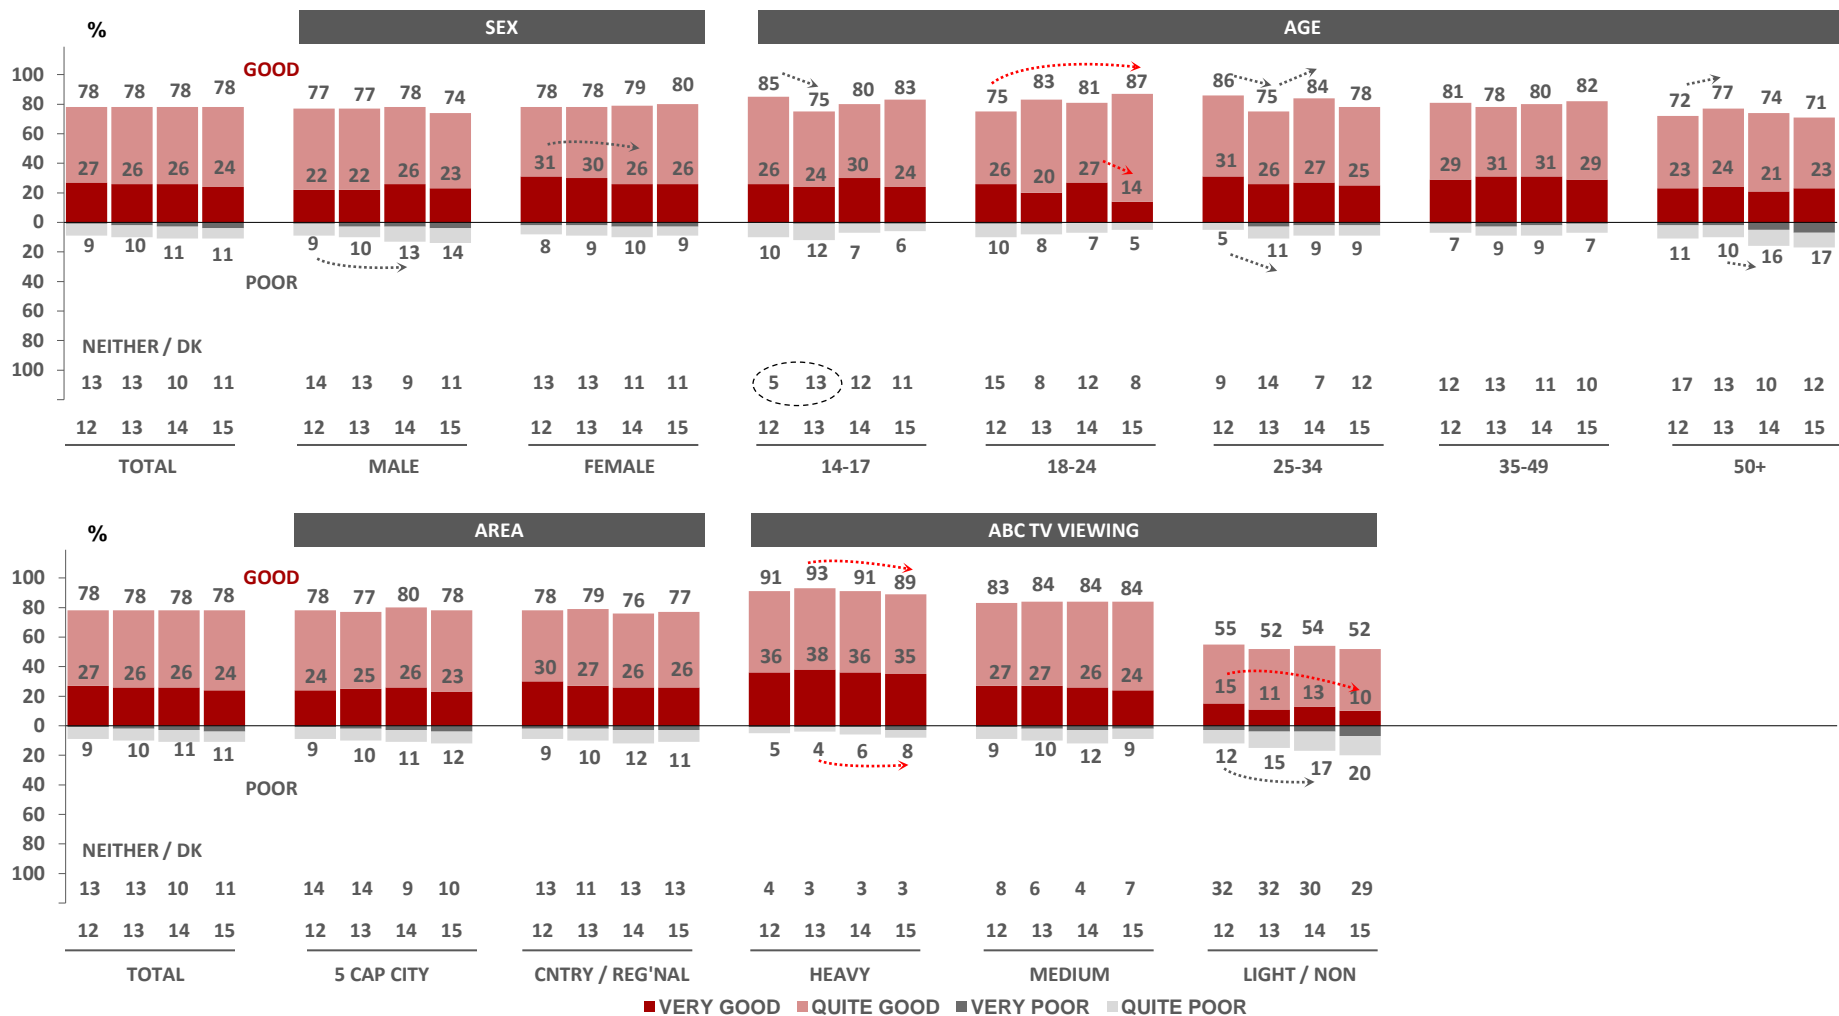 % SEX AGE
GOOD
100
80
60
40
20
0
20
40
60
80
100
78 78 78 78
77 77 78 74
78 78 79 80
85 75 80 83
75 83 81 87
86 75 84 78
81 78 80 82
72 77 74 71
27 26 26 24
22 22 26 23
31 30 26 26
26 24 30 24
26 20 27 14
31 26 27 25
29 31 31 29
23 24 21 23
9 10 11 11
9 10 13 14
8 9 10 9
10 12 7 6
10 8 7 5
5 11 9 9
7 9 9 7
11 10 16 17
POOR
NEITHER / DK
13 13 10 11 14 13 9 11 13 13 11 11 5 13 12 11 15 8 12 8 9 14 7 12 12 13 11 10 17 13 10 12
12 13 14 15 12 13 14 15 12 13 14 15 12 13 14 15 12 13 14 15 12 13 14 15 12 13 14 15 12 13 14 15
TOTAL MALE FEMALE 14-17 18-24 25-34 35-49 50+
% AREA ABC TV VIEWING
GOOD
100
80
60
40
20
0
20
40
60
80
100
78 78 78 78
78 77 80 78
78 79 76 77
91 93 91 89
83 84 84 84
55 52 54 52
27 26 26 24
24 25 26 23
30 27 26 26
36 38 36 35
27 27 26 24
15 11 13 10
9 10 11 11
9 10 11 12
9 10 12 11
5 4 6 8
9 10 12 9
12 15 17 20
POOR
NEITHER / DK
13 13 10 11 14 14 9 10 13 11 13 13 4 3 3 3 8 6 4 7 32 32 30 29
12 13 14 15 12 13 14 15 12 13 14 15 12 13 14 15 12 13 14 15 12 13 14 15
TOTAL 5 CAP CITY CNTRY / REG'NAL HEAVY MEDIUM LIGHT / NON
VERY GOOD QUITE GOOD VERY POOR QUITE POOR